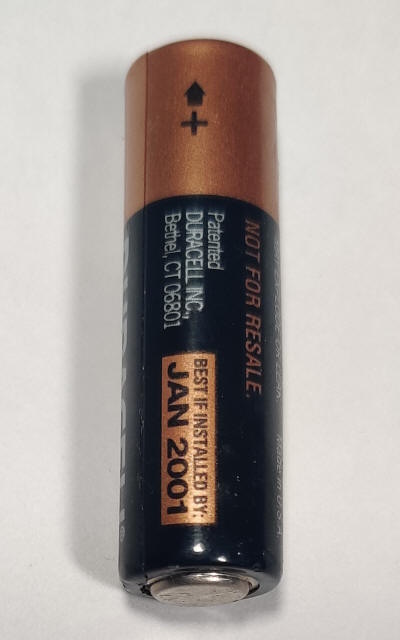 +
NOT FOR RESALE.
Patented
DURACELL INC.,
Bethel, CT 06801
BEST IF INSTALLED BY:
JAN 2001